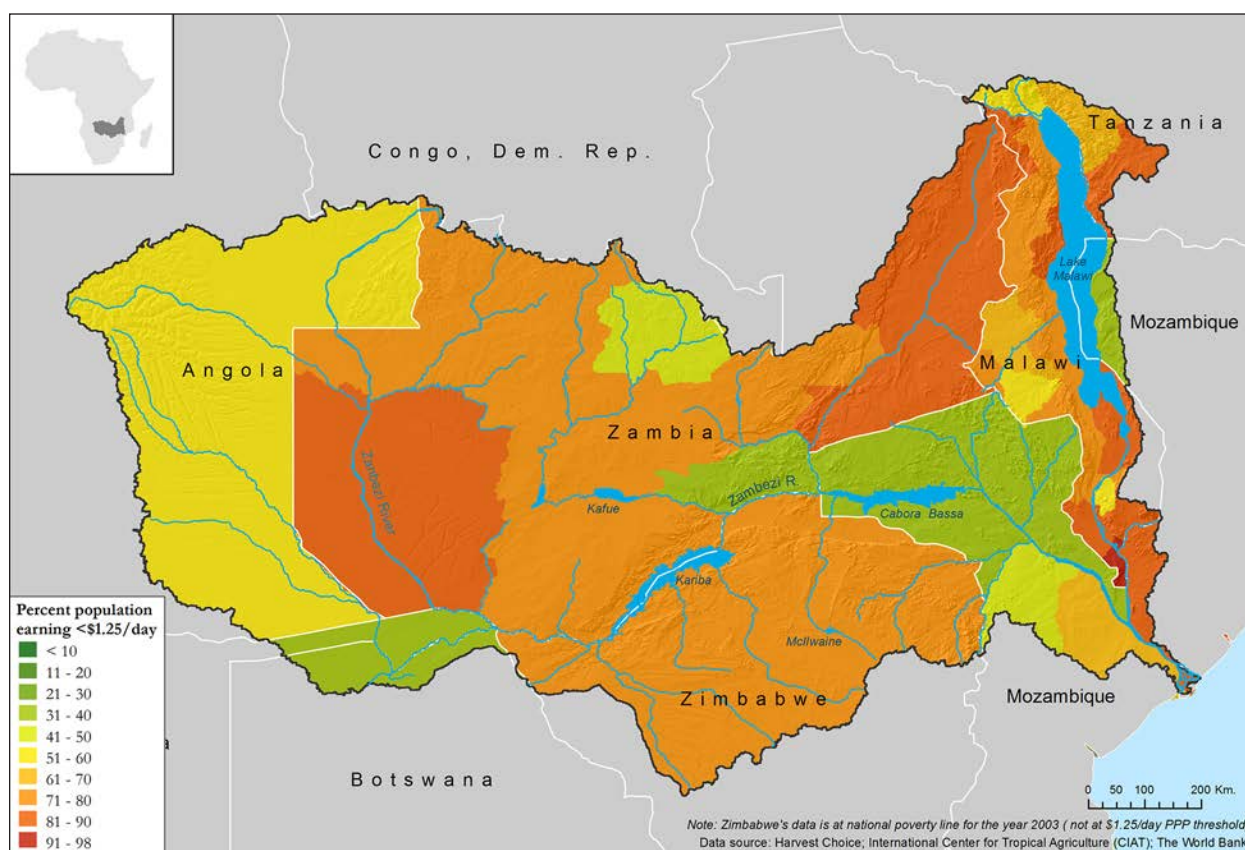 Tanzania
Congo, Dem. Rep.
Lake
Malawi
Mozambique
Angola
Malawi
Zambia
Zambezi River
Zambezi R.
Kafue
Cabora Bassa
Kariba
McIlwaine
Percent population
earning <$1.25/day
< 10
11 - 20
21 - 30
31 - 40
41 - 50
51 - 60
61 - 70
71 - 80
81 - 90
91 - 98
Zimbabwe
Mozambique
a
Botswana
0 50 100 200 Km.
Note: Zimbabwe's data is at national poverty line for the year 2003 ( not at $1.25/day PPP threshold
Data source: Harvest Choice; International Center for Tropical Agriculture (CIAT); The World Bank